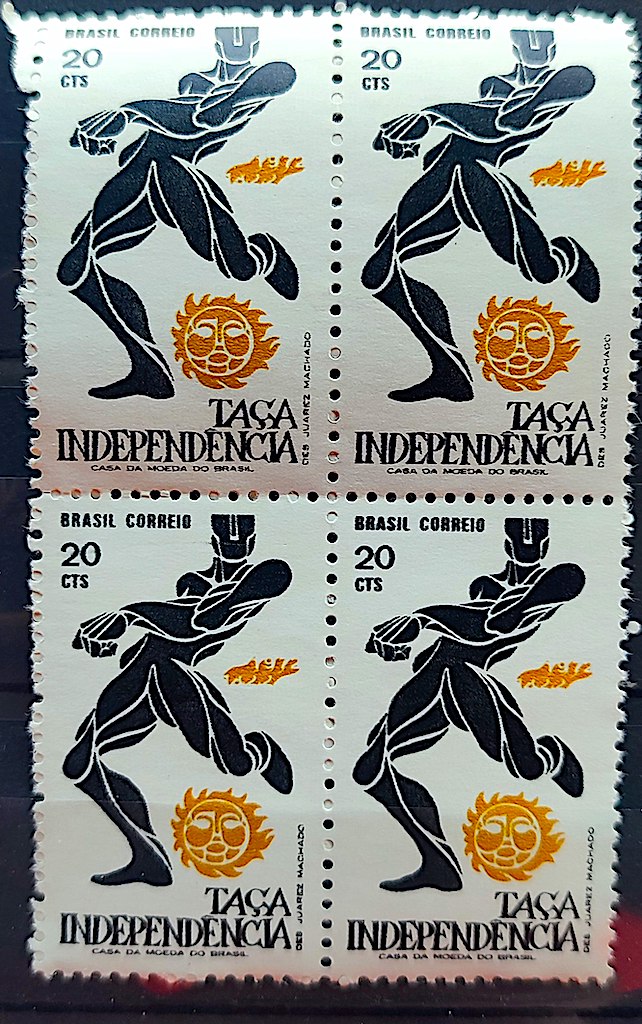 BRASIL CORREIO
20
CTS
TAÇA
INDEPENDÊNCIA
CASA DA MOEDA DO BRASIL
DES JUAREZ MACHADO
BRASIL CORREIO
20
CTS
TAÇA
INDEPENDÊNCIA
CASA DA MOEDA DO BRASIL
DES JUAREZ MACHADO
BRASIL CORREIO
20
CTS
TAÇA
INDEPENDÊNCIA
CASA DA MOEDA DO BRASIL
DES JUAREZ MACHADO
BRASIL CORREIO
20
CTS
TAÇA
INDEPENDÊNCIA
CASA DA MOEDA DO BRASIL
DES JUAREZ MACHADO